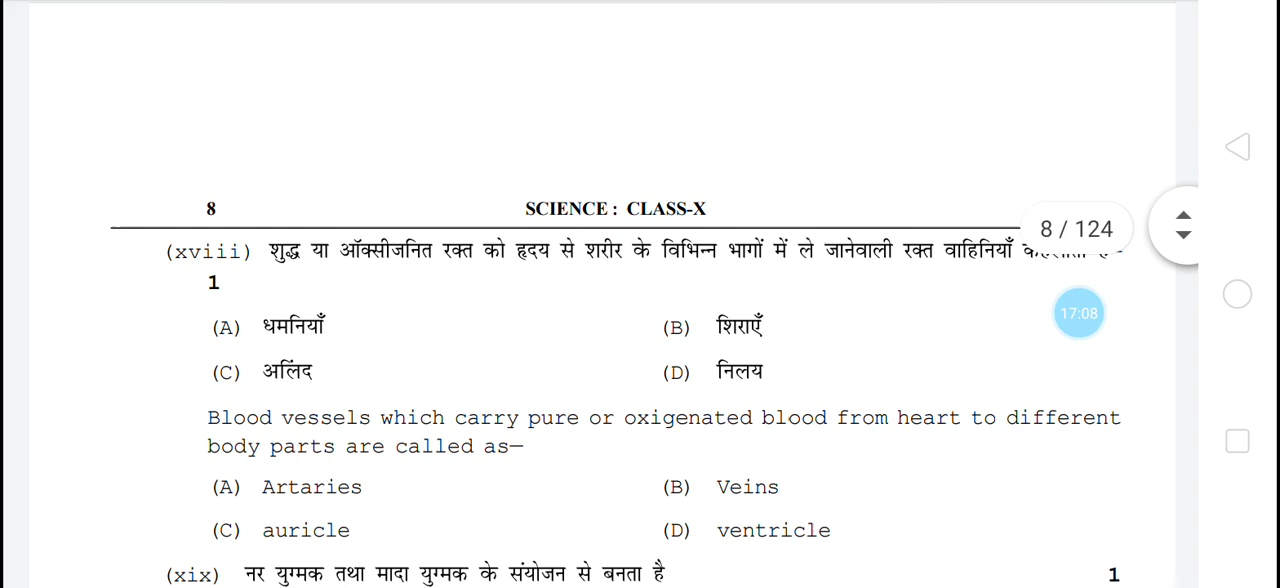 8 SCIENCE : CLASS-X
8 / 124
(xviii) शुद्ध या ऑक्सीजनित रक्त को हृदय से शरीर के विभिन्न भागों में ले जानेवाली रक्त वाहिनियाँ
1
17:08
(A) धमनियाँ (B) शिराएँ
(C) अलिंद (D) निलय
Blood vessels which carry pure or oxigenated blood from heart to different
body parts are called as—
(A) Artaries (B) Veins
(C) auricle (D) ventricle
(xix) नर युग्मक तथा मादा युग्मक के संयोजन से बनता है 1